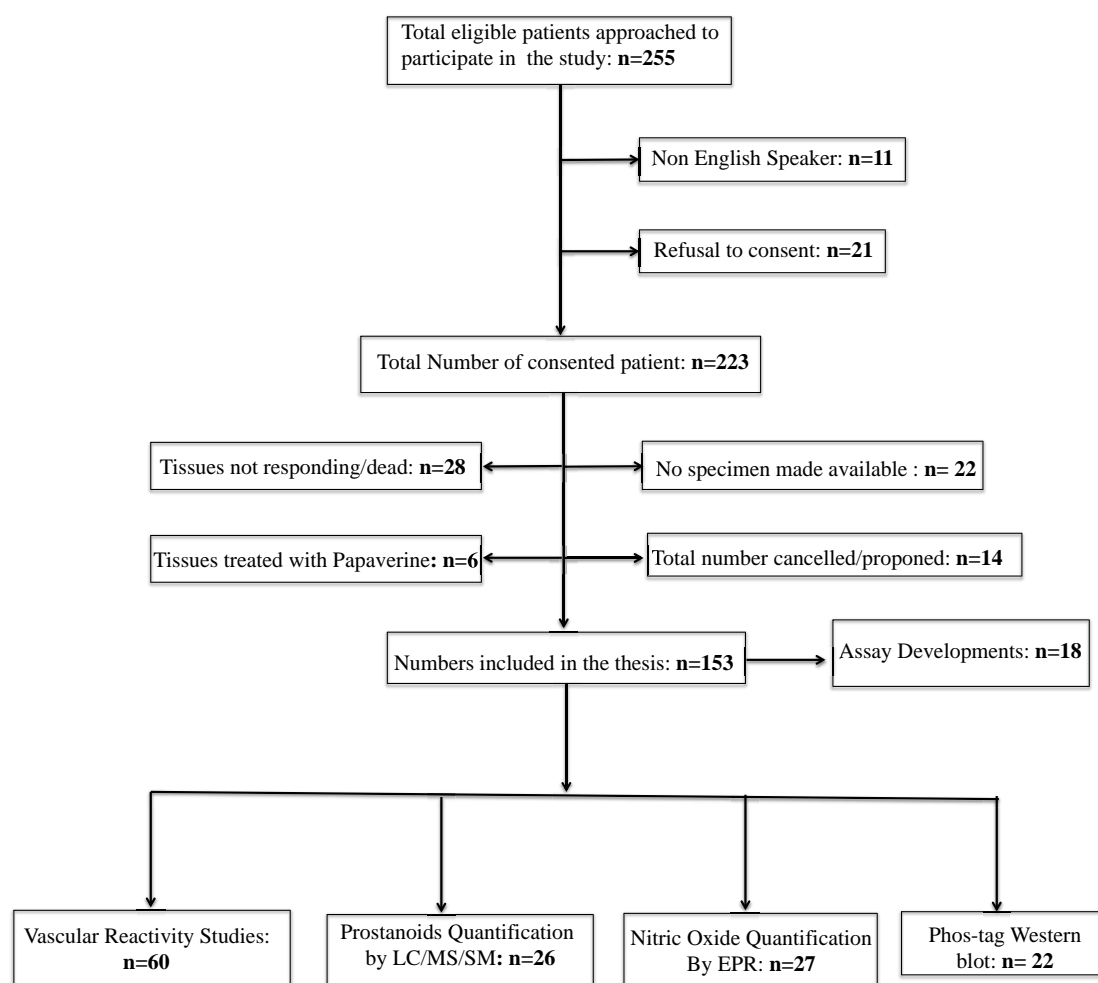 Total eligible patients approached to
participate in the study: n=255
Non English Speaker: n=11
Refusal to consent: n=21
Total Number of consented patient: n=223
Tissues not responding/dead: n=28
No specimen made available : n= 22
Tissues treated with Papaverine: n=6
Total number cancelled/proponed: n=14
Numbers included in the thesis: n=153
Assay Developments: n=18
Vascular Reactivity Studies:
n=60
Prostanoids Quantification
by LC/MS/SM: n=26
Nitric Oxide Quantification
By EPR: n=27
Phos-tag Western
blot: n= 22